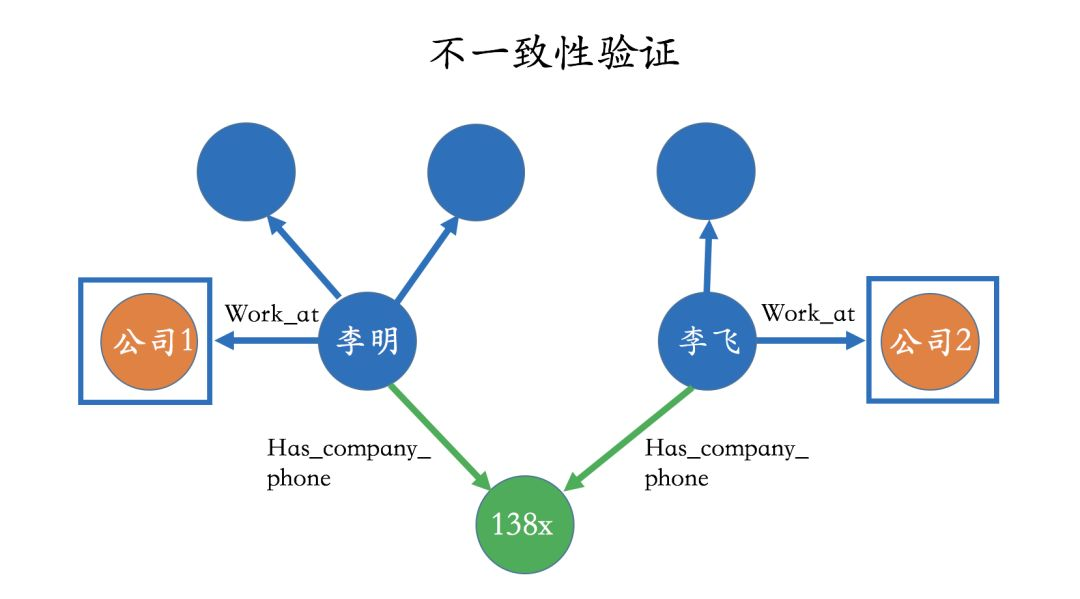 不一致性验证
Work_at
Work_at
公司1
李明
李飞
公司2
Has_company_
phone
Has_company_
phone
138x